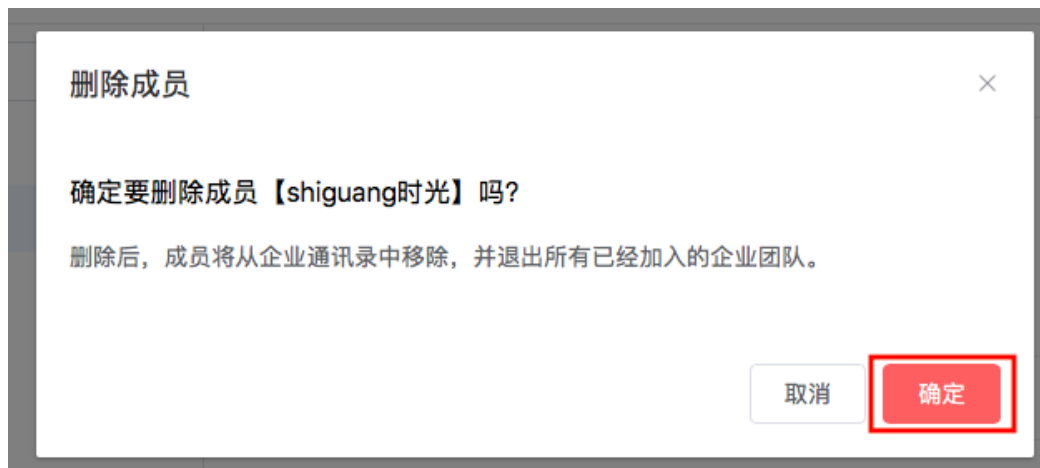 删除成员
确定要删除成员【shiguang时光】吗?
删除后，成员将从企业通讯录中移除，并退出所有已经加入的企业团队。
取消
确定